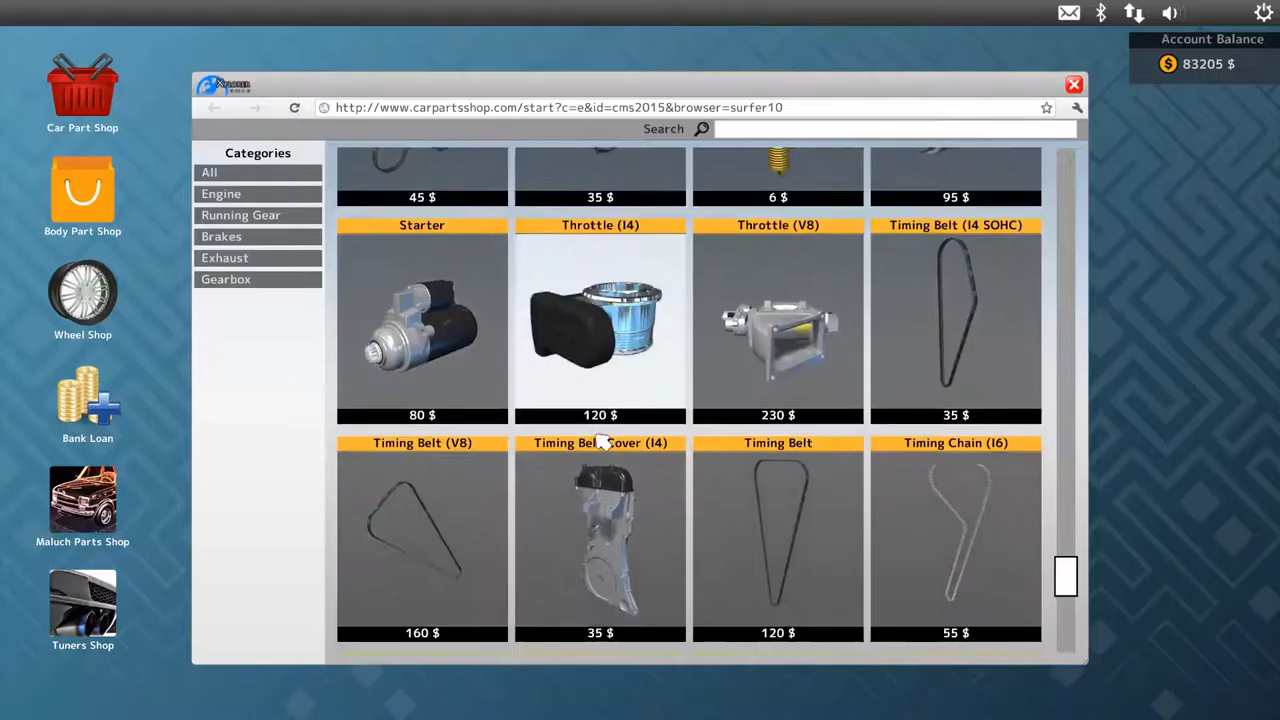 Account Balance
$ 83205 $
Car Part Shop
Body Part Shop
Wheel Shop
Bank Loan
Maluch Parts Shop
Tuners Shop
XPLORER
http://www.carpartsshop.com/start?c=e&id=cms2015&browser=surfer10
Search
Categories
All
Engine
Running Gear
Brakes
Exhaust
Gearbox
45 $
35 $
6 $
95 $
Starter
Throttle (I4)
Throttle (V8)
Timing Belt (I4 SOHC)
80 $
120 $
230 $
35 $
Timing Belt (V8)
Timing Belt Cover (I4)
Timing Belt
Timing Chain (I6)
160 $
35 $
120 $
55 $